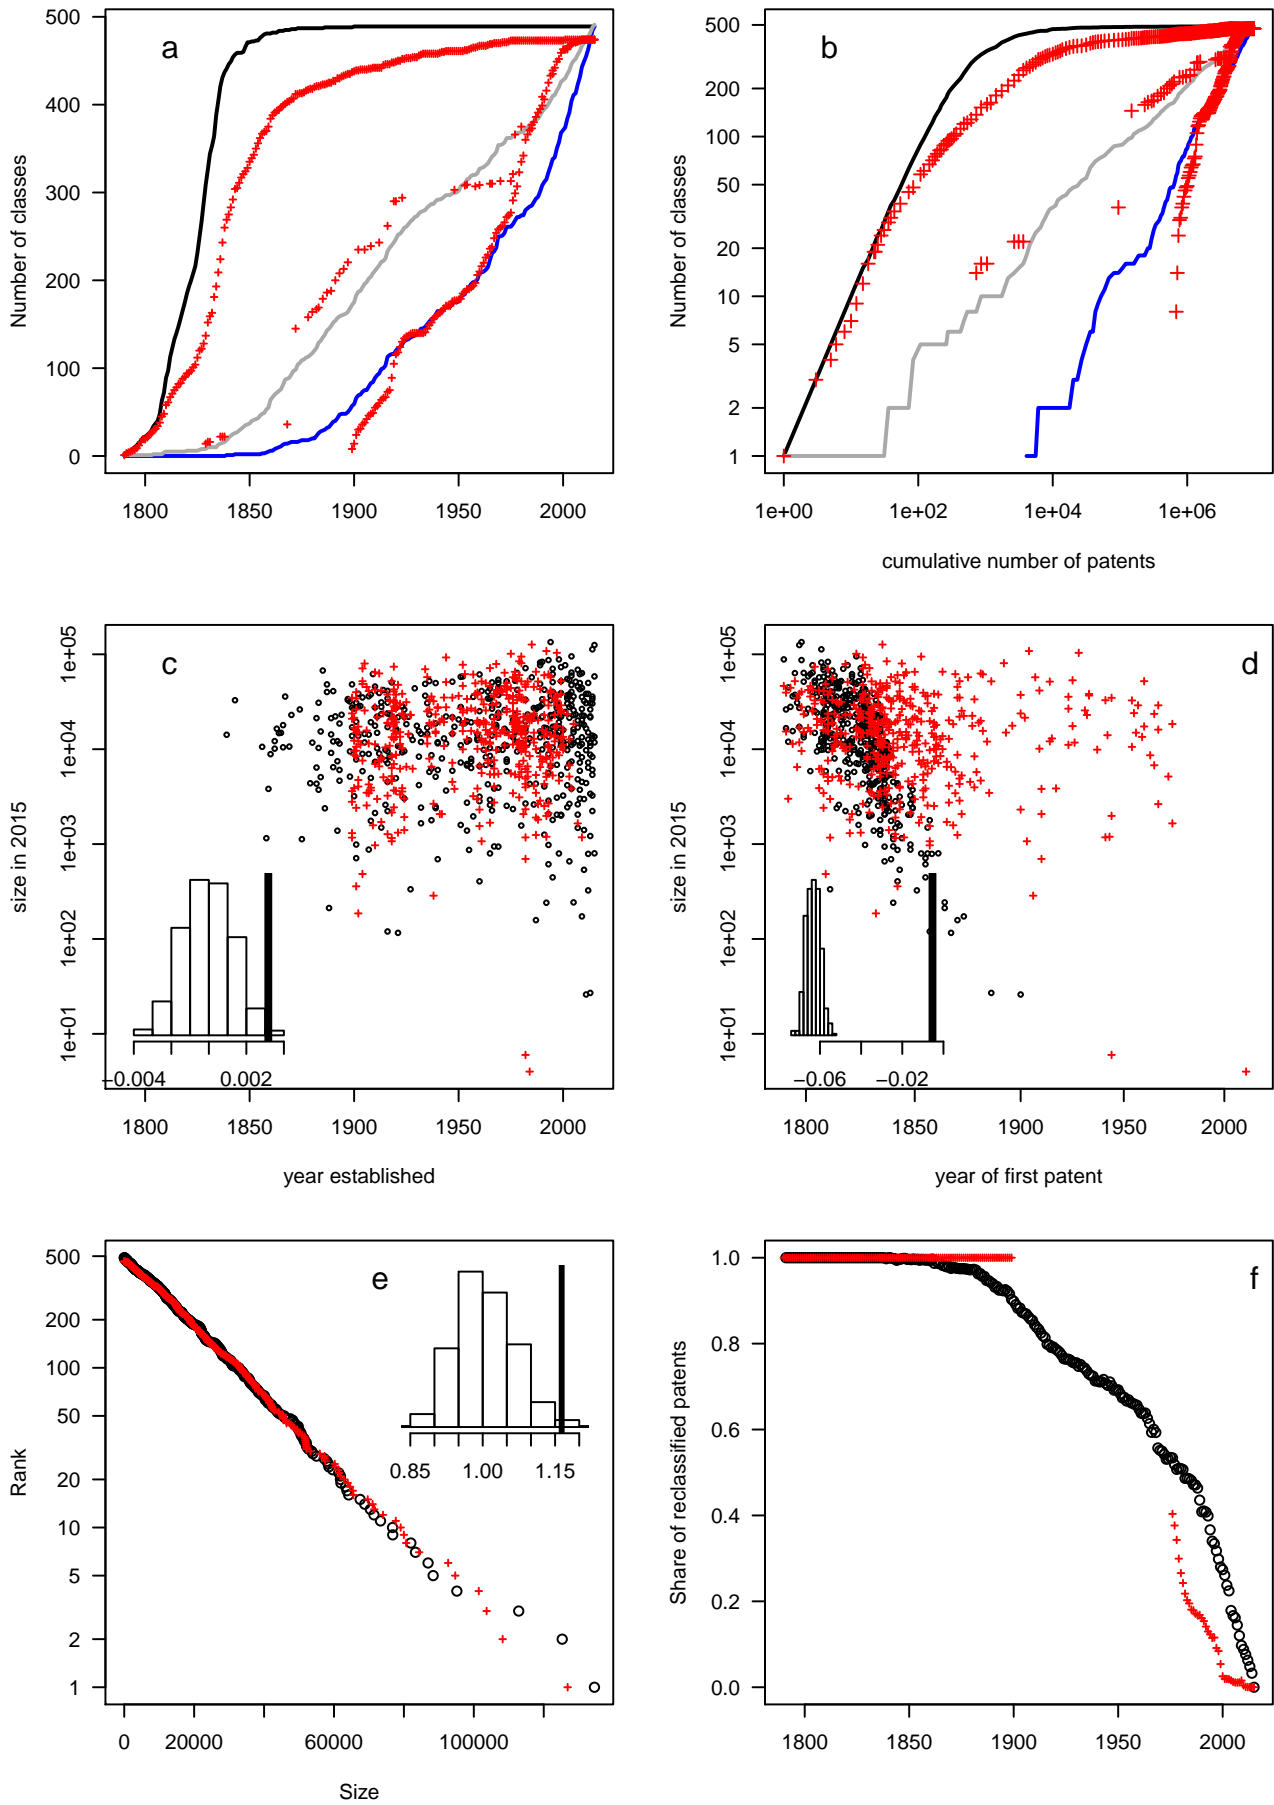 a
Number of classes
500
400
300
200
100
0
1800 1850 1900 1950 2000
b
Number of classes
500
200
100
50
20
10
5
2
1
1e+00 1e+02 1e+04 1e+06
cumulative number of patents
c
size in 2015
1e+05
1e+04
1e+03
1e+02
1e+01
−0.004 0.002
1800 1850 1900 1950 2000
year established
d
size in 2015
1e+05
1e+04
1e+03
1e+02
1e+01
−0.06 −0.02
1800 1850 1900 1950 2000
year of first patent
e
Rank
500
200
100
50
20
10
5
2
1
0.85 1.00 1.15
0 20000 60000 100000
Size
f
Share of reclassified patents
1.0
0.8
0.6
0.4
0.2
0.0
1800 1850 1900 1950 2000